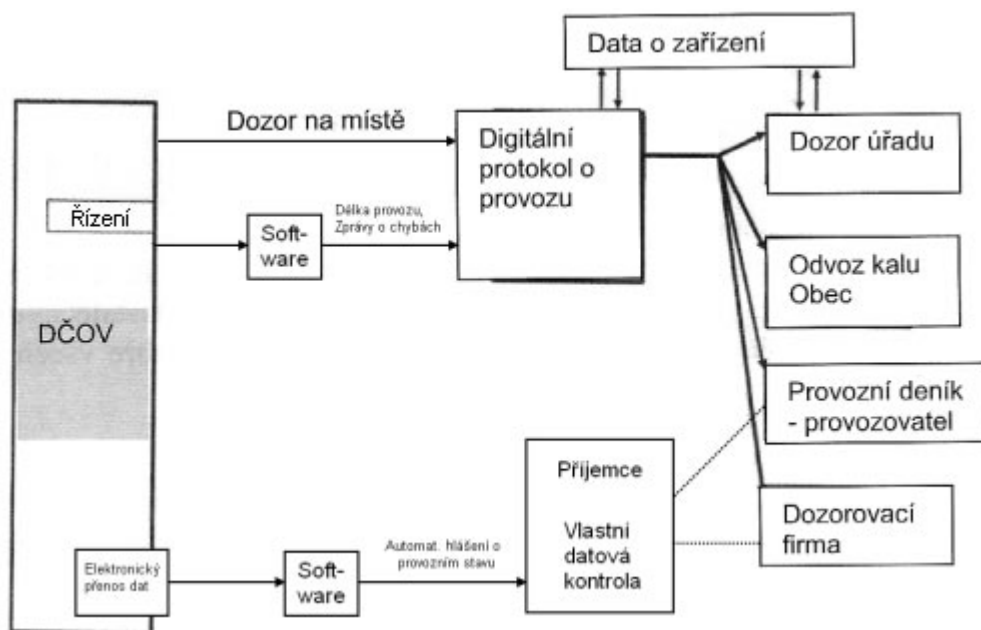 Data o zařízení
Dozor na místě
Digitální
protokol o
provozu
Dozor úřadu
Řízení
Soft-
ware
Délka provozu,
Zprávy o chybách
Odvoz kalu
Obec
DČOV
Provozní deník
- provozovatel
Příjemce
Vlastní
datová
kontrola
Dozorovací
firma
Elektronický
přenos dat
Soft-
ware
Automat. hlášení o
provozním stavu